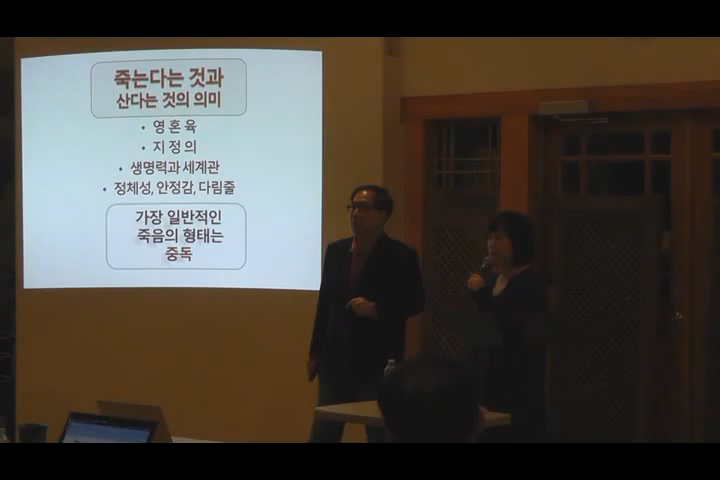 죽는다는 것과
산다는 것의 의미
• 영 혼 육
• 지 정 의
• 생명력과 세계관
• 정체성, 안정감, 다림줄
가장 일반적인
죽음의 형태는
중독